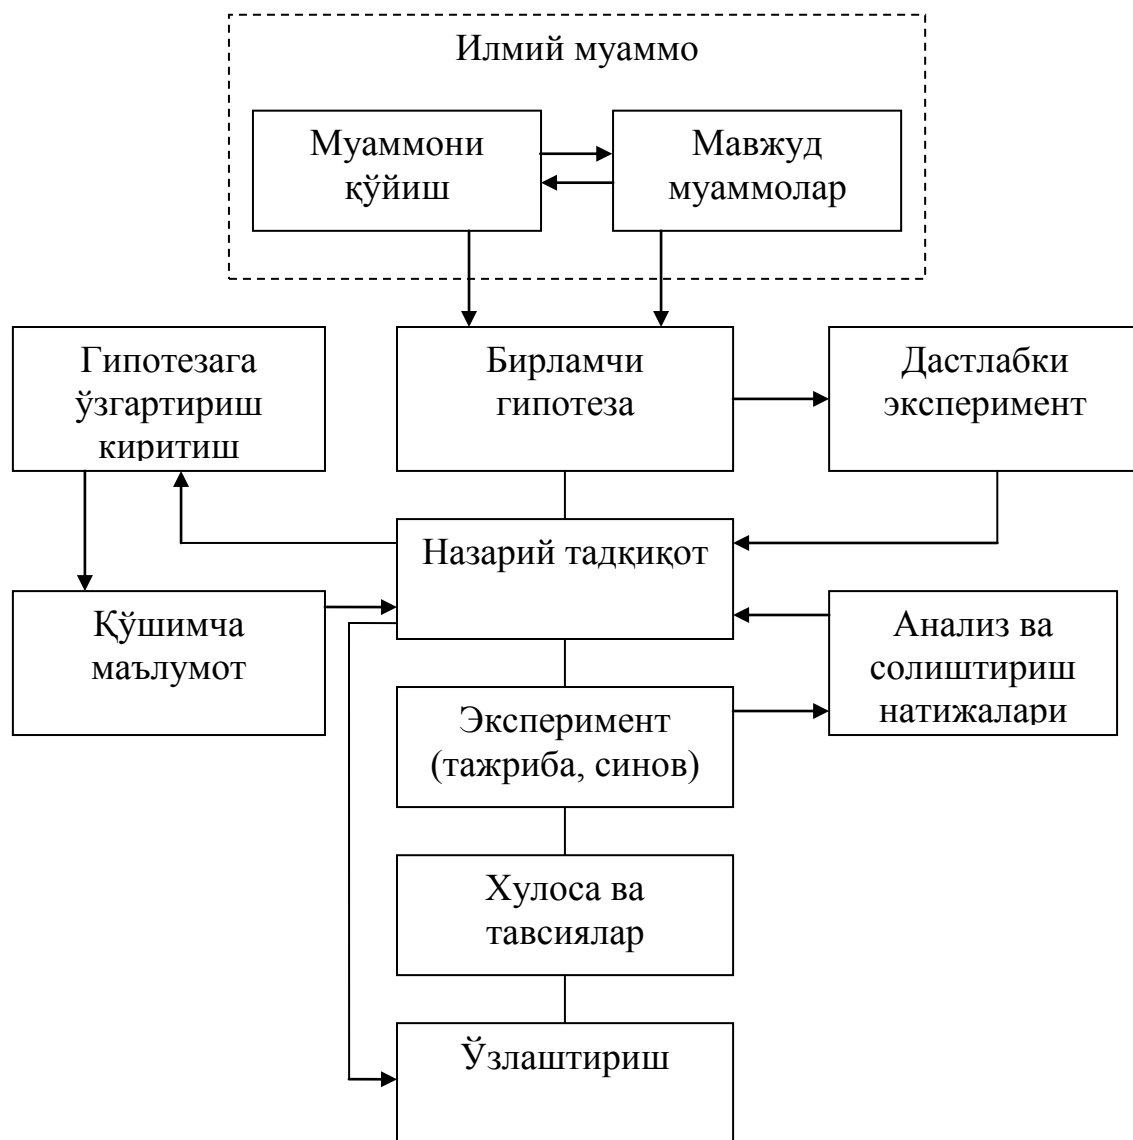 Илмий муаммо
Муаммони
қўйиш
Мавжуд
муаммолар
Гипотезага
ўзгартириш
киритиш
Бирламчи
гипотеза
Дастлабки
эксперимент
Назарий тадқиқот
Қўшимча
маълумот
Анализ ва
солиштириш
натижалари
Эксперимент
(тажриба, синов)
Хулоса ва
тавсиялар
Ўзлаштириш